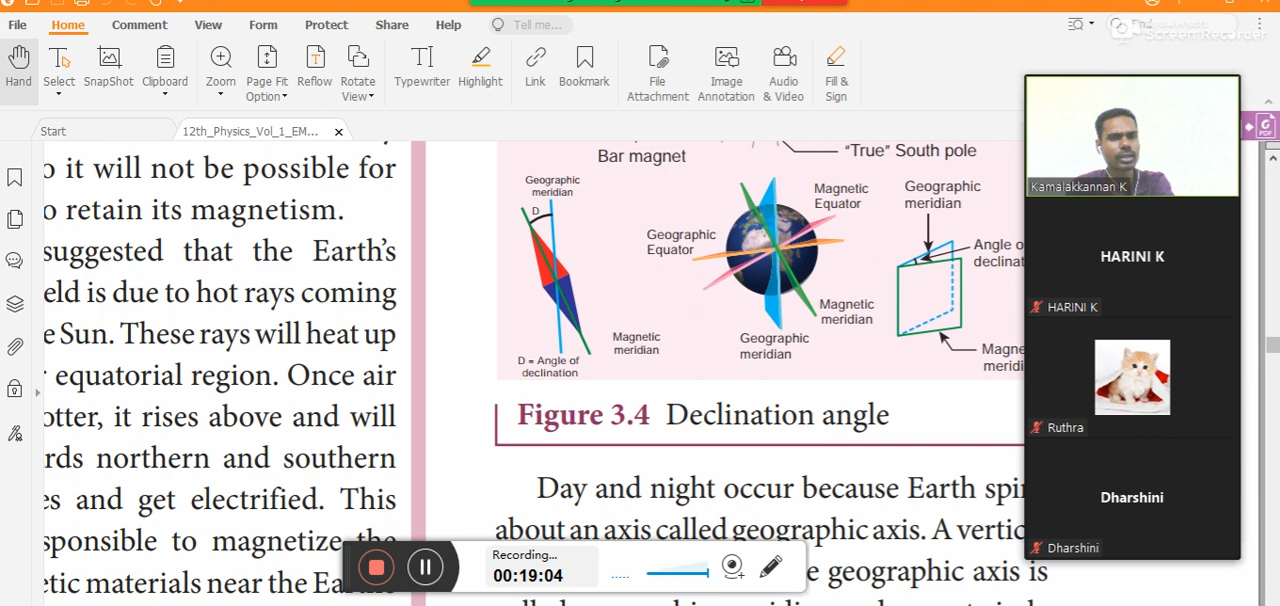 File Home Comment View Form Protect Share Help Tell me... Find
Screen Recorder
Hand Select SnapShot Clipboard Zoom Page Fit Option Reflow Rotate View Typewriter Highlight Link Bookmark File Attachment Image Annotation Audio & Video Fill & Sign
Start 12th_Physics_Vol_1_EM...
PDF
o it will not be possible for
o retain its magnetism.
suggested that the Earth's
eld is due to hot rays coming
e Sun. These rays will heat up
equatorial region. Once air
otter, it rises above and will
rds northern and southern
es and get electrified. This
sponsible to magnetize the
etic materials near the Ea
Bar magnet
"True" South pole
Geographic
meridian
D
Magnetic
meridian
D = Angle of
declination
Geographic
Equator
Magnetic
Equator
Magnetic
meridian
Geographic
meridian
Geographic
meridian
Angle o
declinat
Magne
meridi
Figure 3.4 Declination angle
Day and night occur because Earth spi
about an axis called geographic axis. A vertic
e geographic axis is
Recording...
00:19:04
Kamalakkannan K
HARINI K
HARINI K
Ruthra
Dharshini
Dharshini